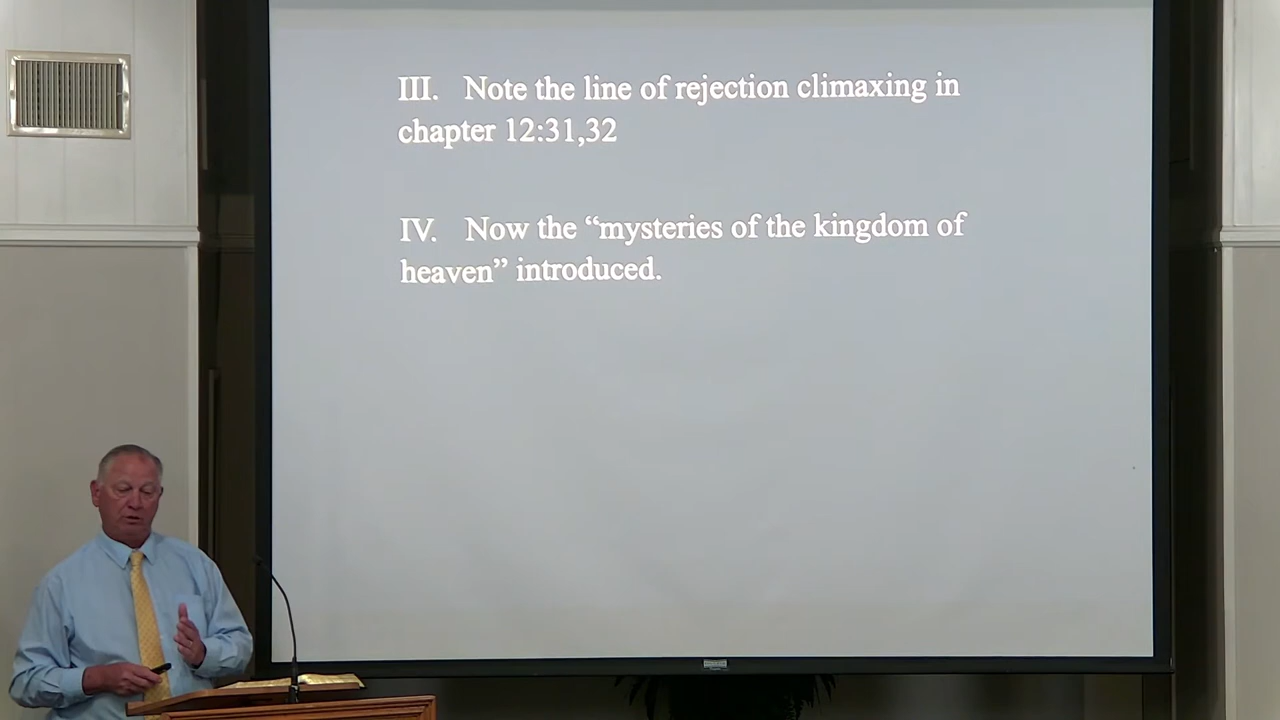 III. Note the line of rejection climaxing in
chapter 12:31,32
IV. Now the “mysteries of the kingdom of
heaven” introduced.